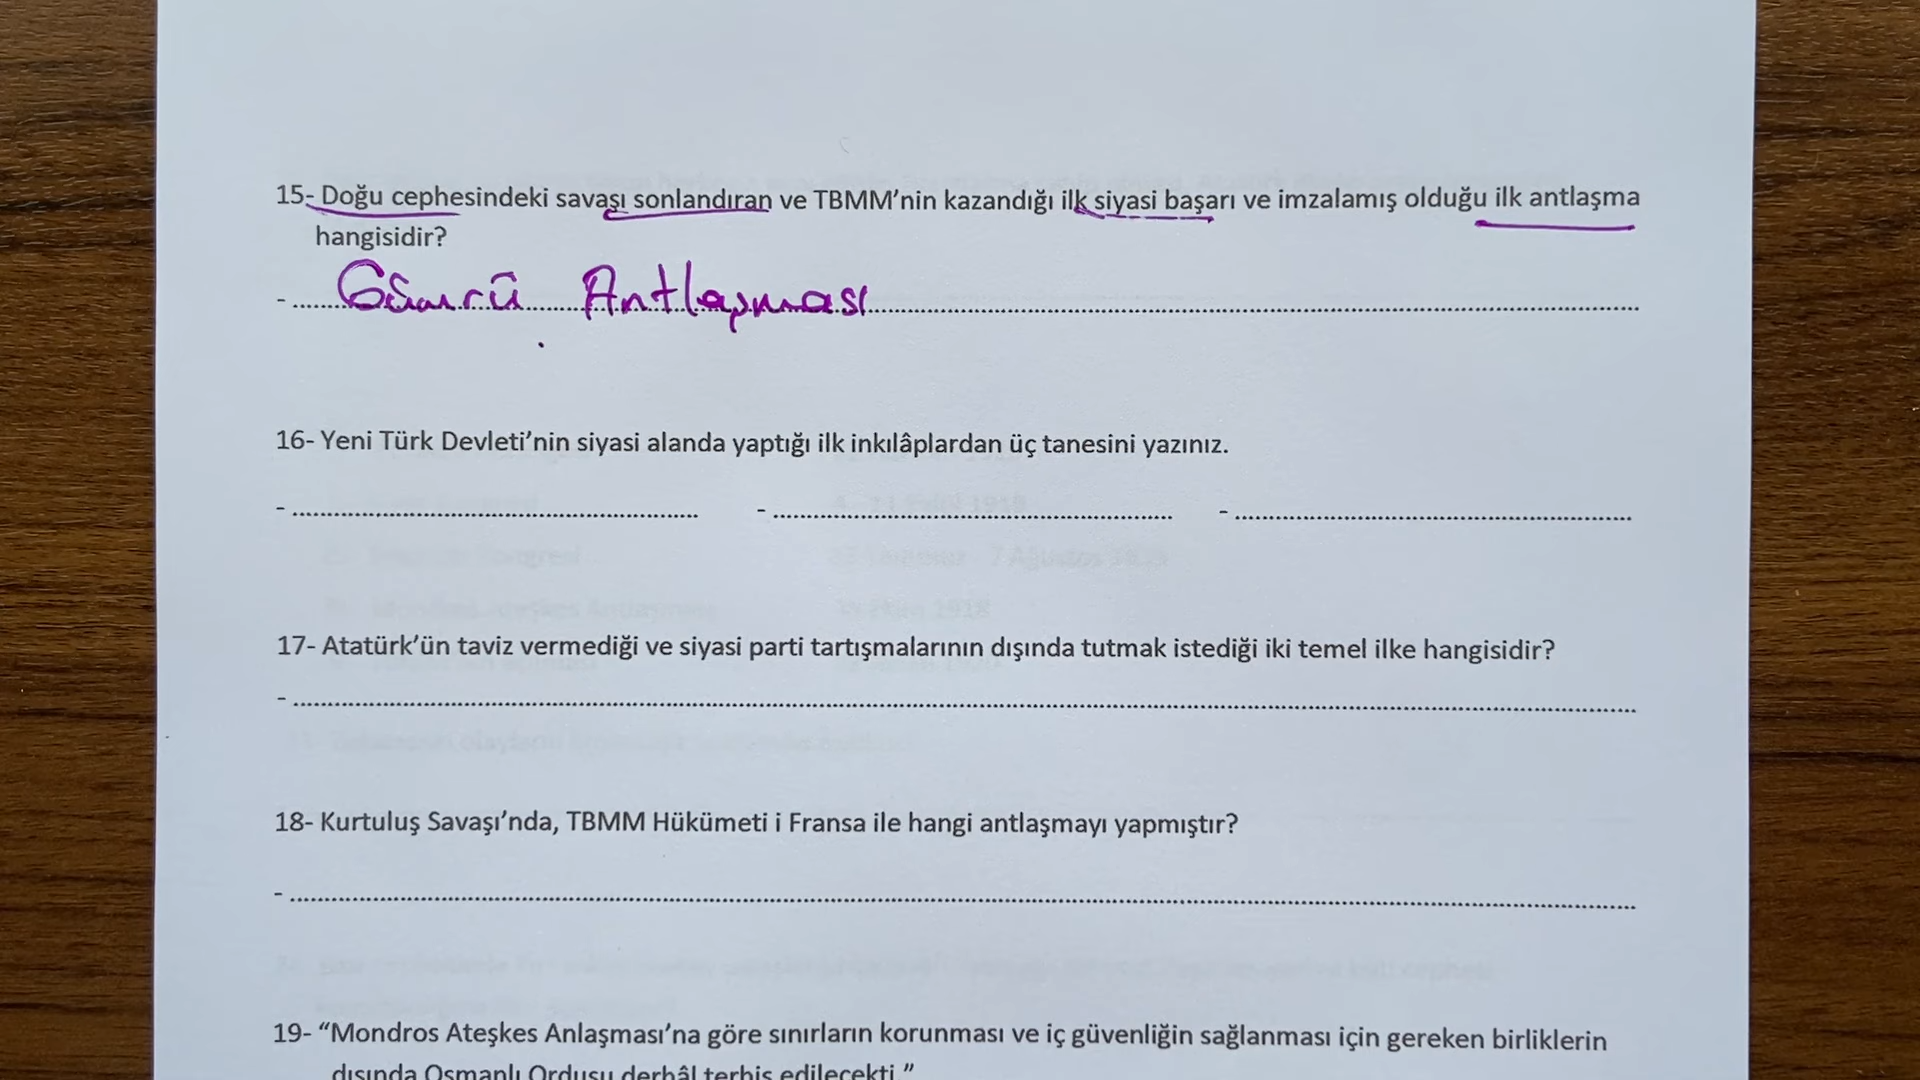 15- Doğu cephesindeki savaşı sonlandıran ve TBMM’nin kazandığı ilk siyasi başarı ve imzalamış olduğu ilk antlaşma
hangisidir?
- Gümrü Antlaşması
16- Yeni Türk Devleti’nin siyasi alanda yaptığı ilk inkılâplardan üç tanesini yazınız.
- - -
17- Atatürk’ün taviz vermediği ve siyasi parti tartışmalarının dışında tutmak istediği iki temel ilke hangisidir?
-
18- Kurtuluş Savaşı’nda, TBMM Hükümeti i Fransa ile hangi antlaşmayı yapmıştır?
-
19- “Mondros Ateşkes Anlaşması’na göre sınırların korunması ve iç güvenliğin sağlanması için gereken birliklerin
dışında Osmanlı Ordusu derhâl terhis edilecekti.”